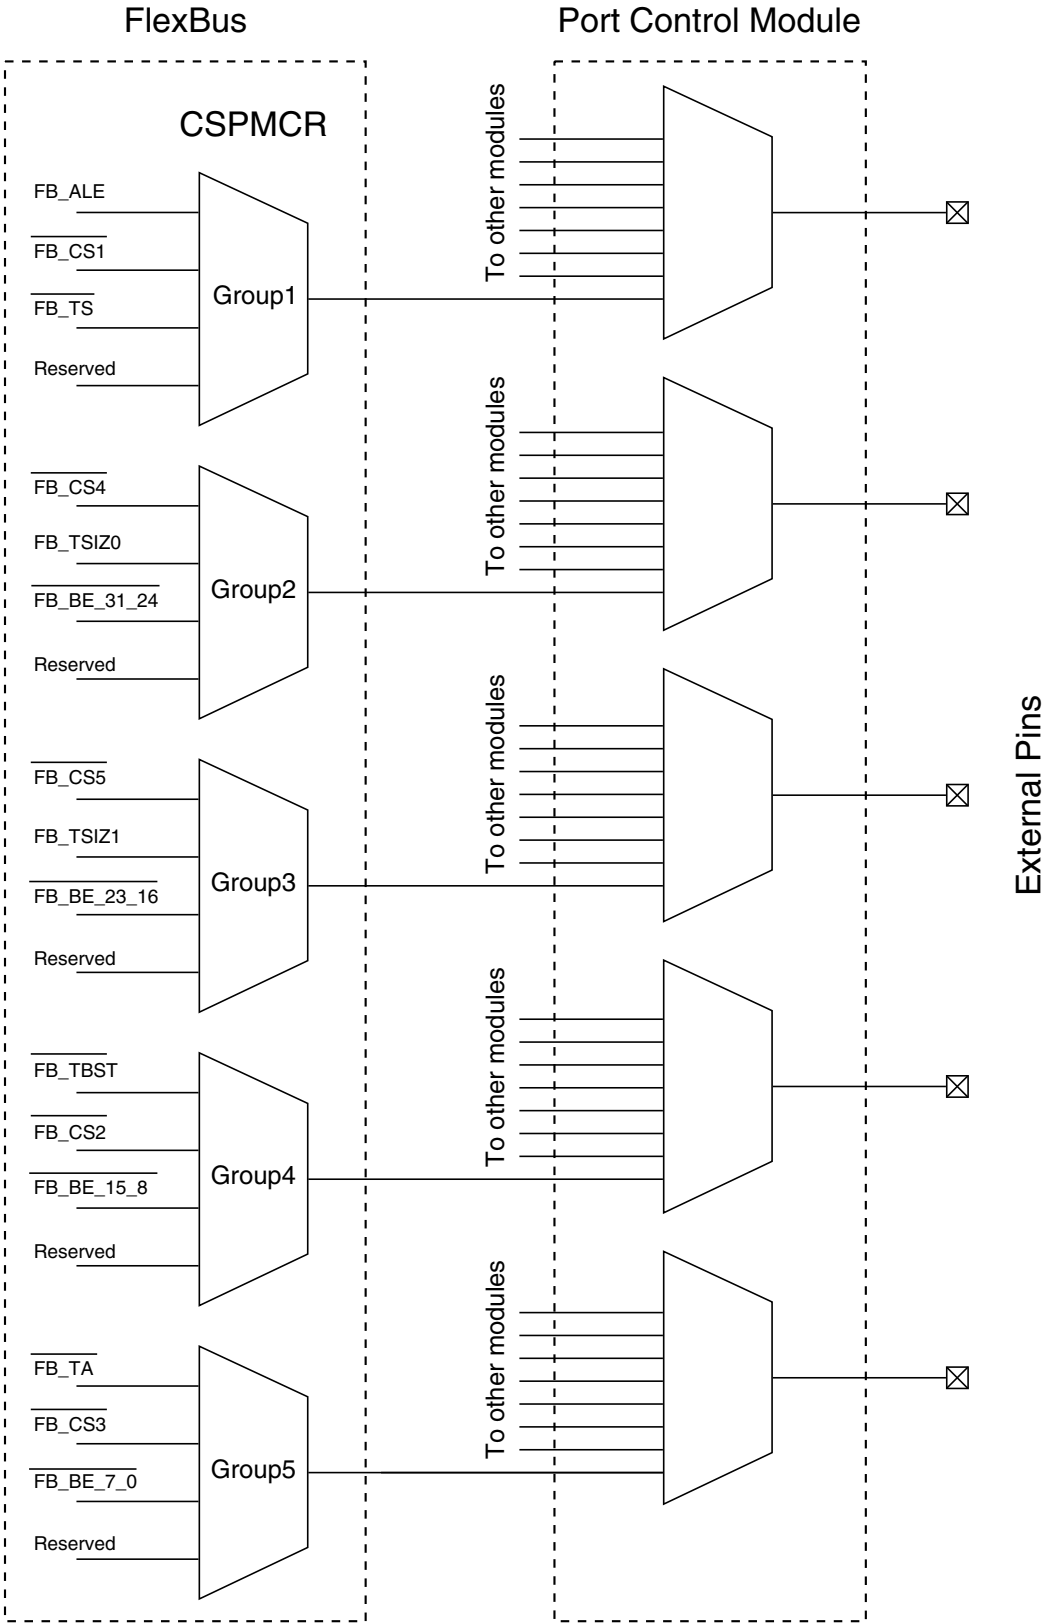 FlexBus
Port Control Module
CSPMCR
FB_ALE
FB_CS1
FB_TS
Reserved
Group1
To other modules
FB_CS4
FB_TSIZ0
FB_BE_31_24
Reserved
Group2
To other modules
FB_CS5
FB_TSIZ1
FB_BE_23_16
Reserved
Group3
To other modules
External Pins
FB_TBST
FB_CS2
FB_BE_15_8
Reserved
Group4
To other modules
FB_TA
FB_CS3
FB_BE_7_0
Reserved
Group5
To other modules